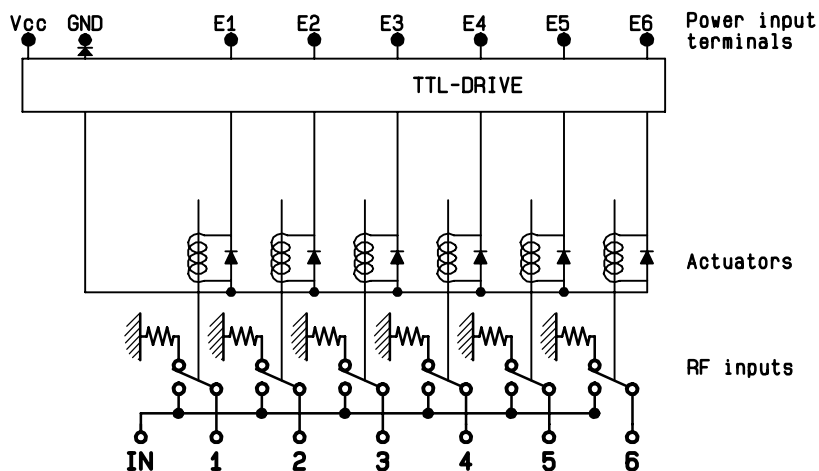 Vcc GND E1 E2 E3 E4 E5 E6 Power input
terminals
TTL-DRIVE
Actuators
RF inputs
IN 1 2 3 4 5 6